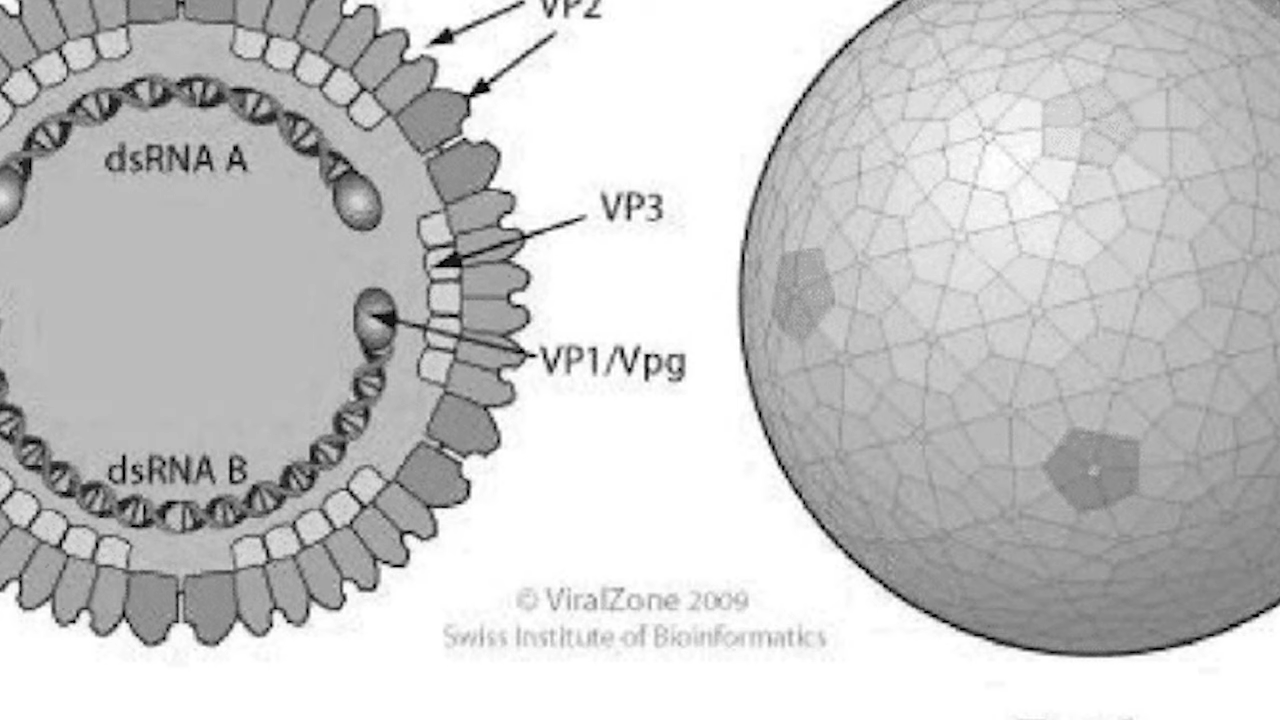 VP2
dsRNA A
VP3
VP1/Vpg
dsRNA B
© ViralZone 2009
Swiss Institute of Bioinformatics